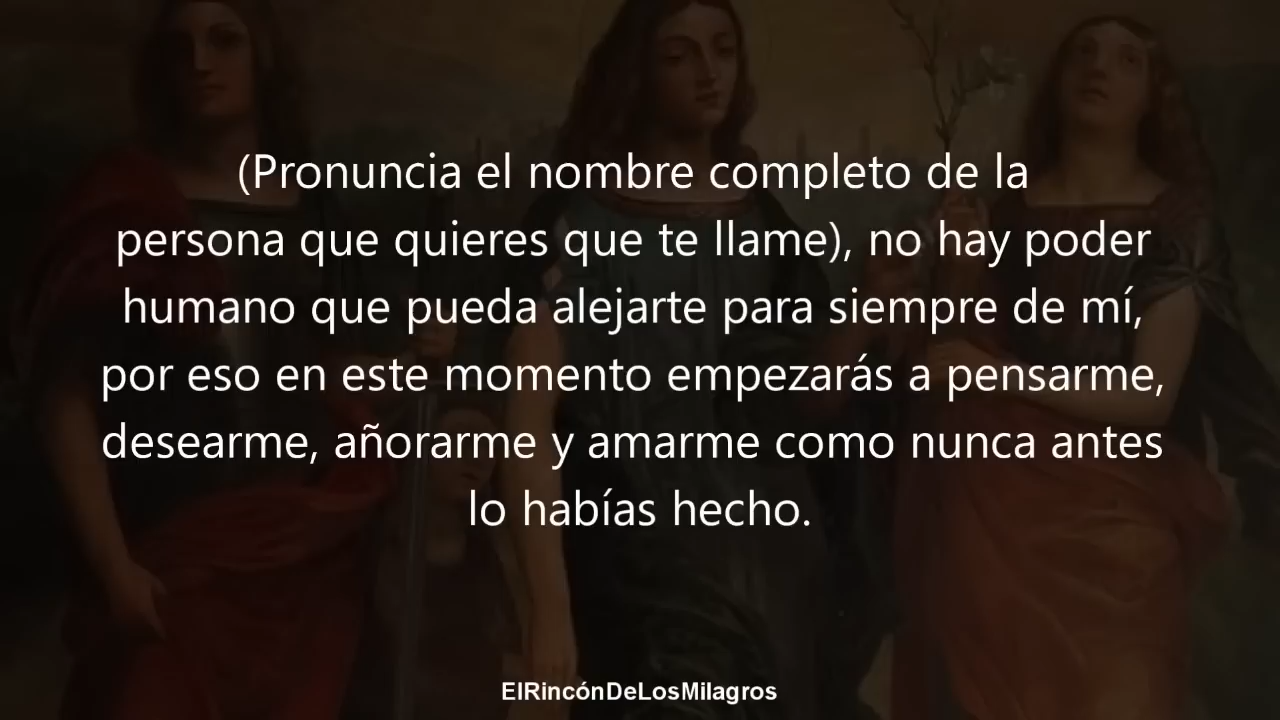 (Pronuncia el nombre completo de la
persona que quieres que te llame), no hay poder
humano que pueda alejarte para siempre de mí,
por eso en este momento empezarás a pensarme,
desearme, añorarme y amarme como nunca antes
lo habías hecho.
ElRincónDeLosMilagros